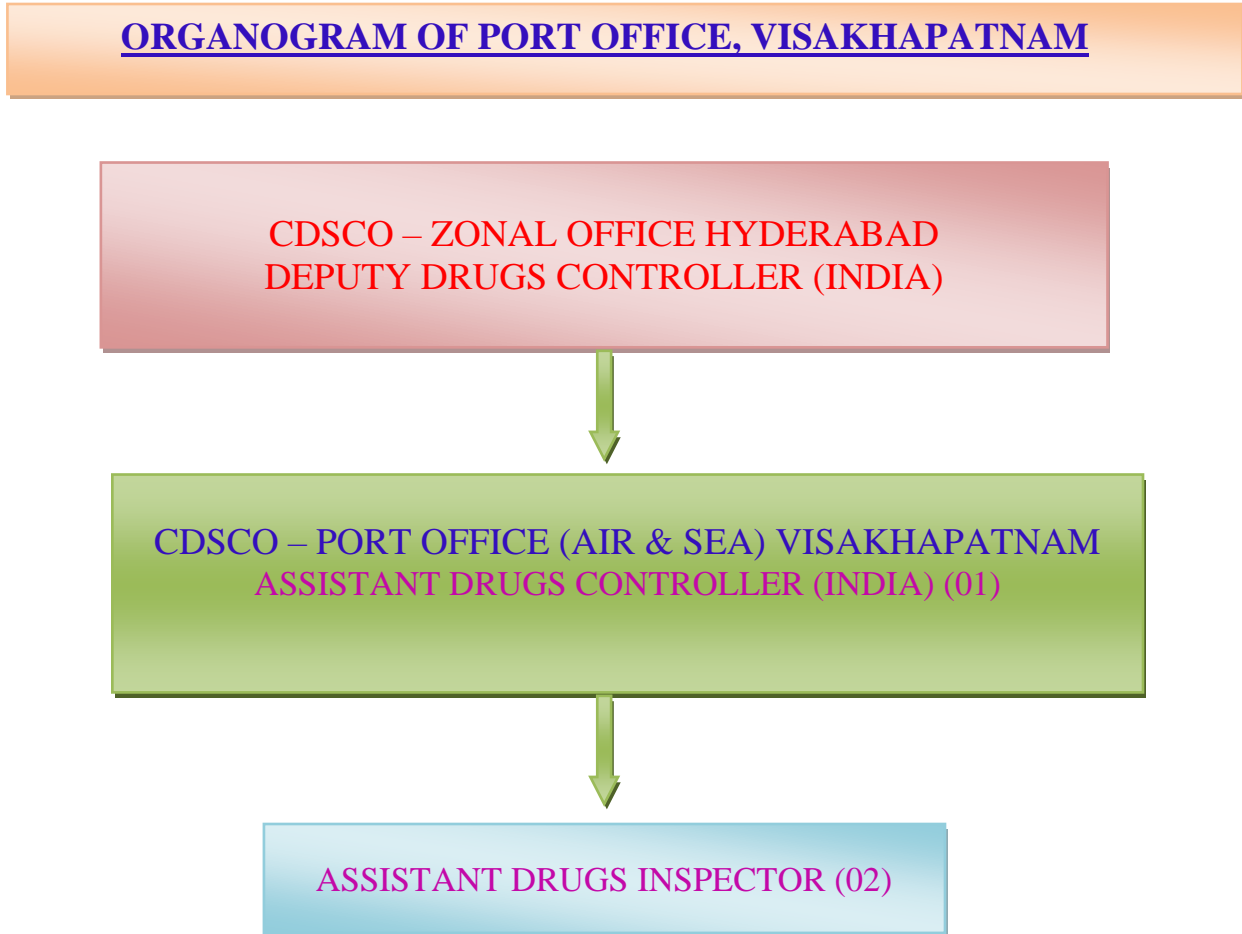 ORGANOGRAM OF PORT OFFICE, VISAKHAPATNAM
CDSCO – ZONAL OFFICE HYDERABAD
DEPUTY DRUGS CONTROLLER (INDIA)
CDSCO – PORT OFFICE (AIR & SEA) VISAKHAPATNAM
ASSISTANT DRUGS CONTROLLER (INDIA) (01)
ASSISTANT DRUGS INSPECTOR (02)